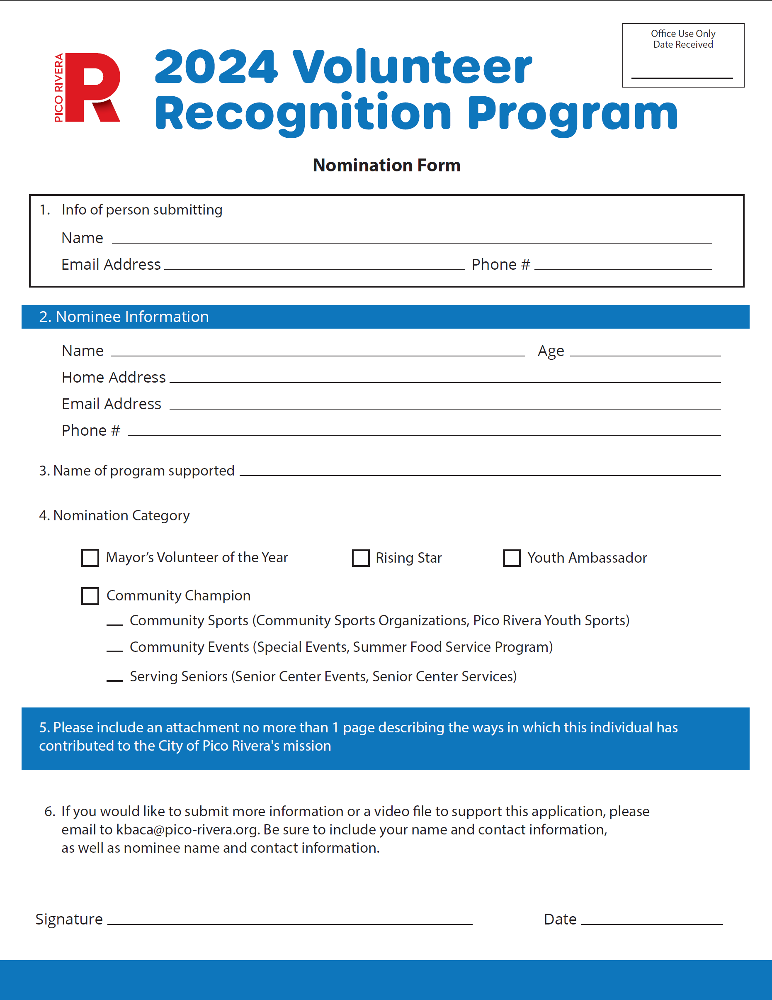 Office Use Only
Date Received
PICO RIVERA
R
2024 Volunteer
Recognition Program
Nomination Form
1. Info of person submitting
Name
Email Address Phone #
2. Nominee Information
Name Age
Home Address
Email Address
Phone #
3. Name of program supported
4. Nomination Category
Mayor’s Volunteer of the Year Rising Star Youth Ambassador
Community Champion
Community Sports (Community Sports Organizations, Pico Rivera Youth Sports)
Community Events (Special Events, Summer Food Service Program)
Serving Seniors (Senior Center Events, Senior Center Services)
5. Please include an attachment no more than 1 page describing the ways in which this individual has
contributed to the City of Pico Rivera's mission
6. If you would like to submit more information or a video file to support this application, please
email to kbaca@pico-rivera.org. Be sure to include your name and contact information,
as well as nominee name and contact information.
Signature Date